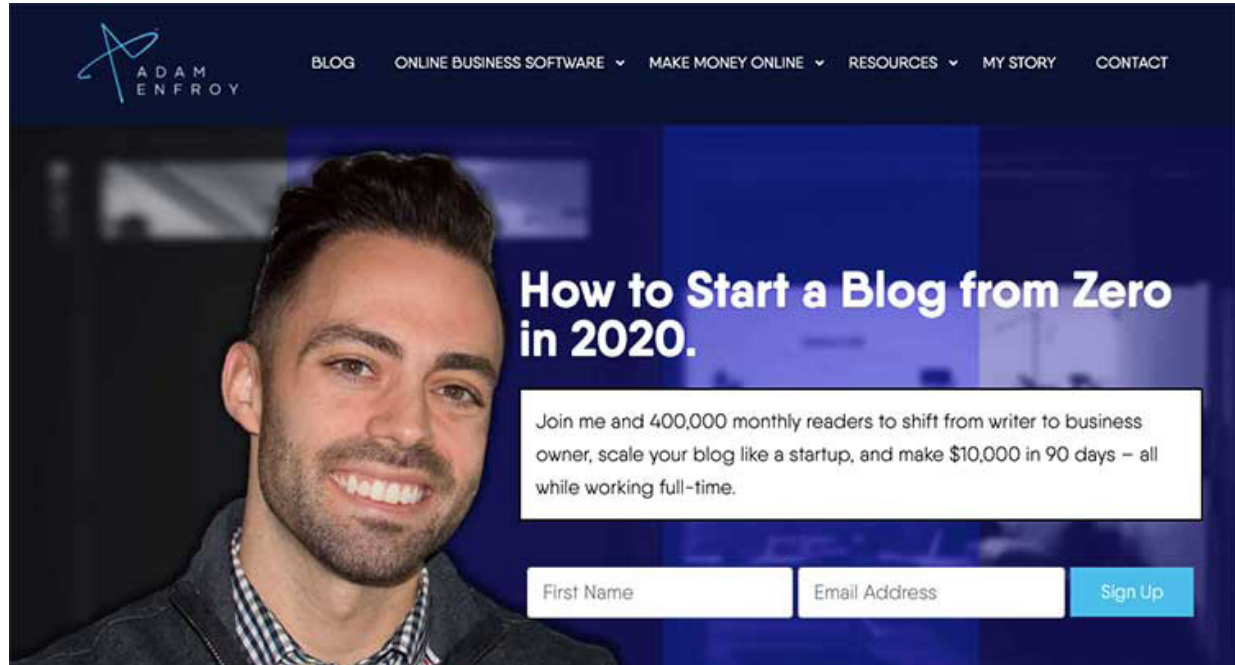 ADAM
ENFROY
BLOG
ONLINE BUSINESS SOFTWARE
MAKE MONEY ONLINE
RESOURCES
MY STORY
CONTACT
How to Start a Blog from Zero
in 2020.
Join me and 400,000 monthly readers to shift from writer to business
owner, scale your blog like a startup, and make $10,000 in 90 days – all
while working full-time.
First Name
Email Address
Sign Up